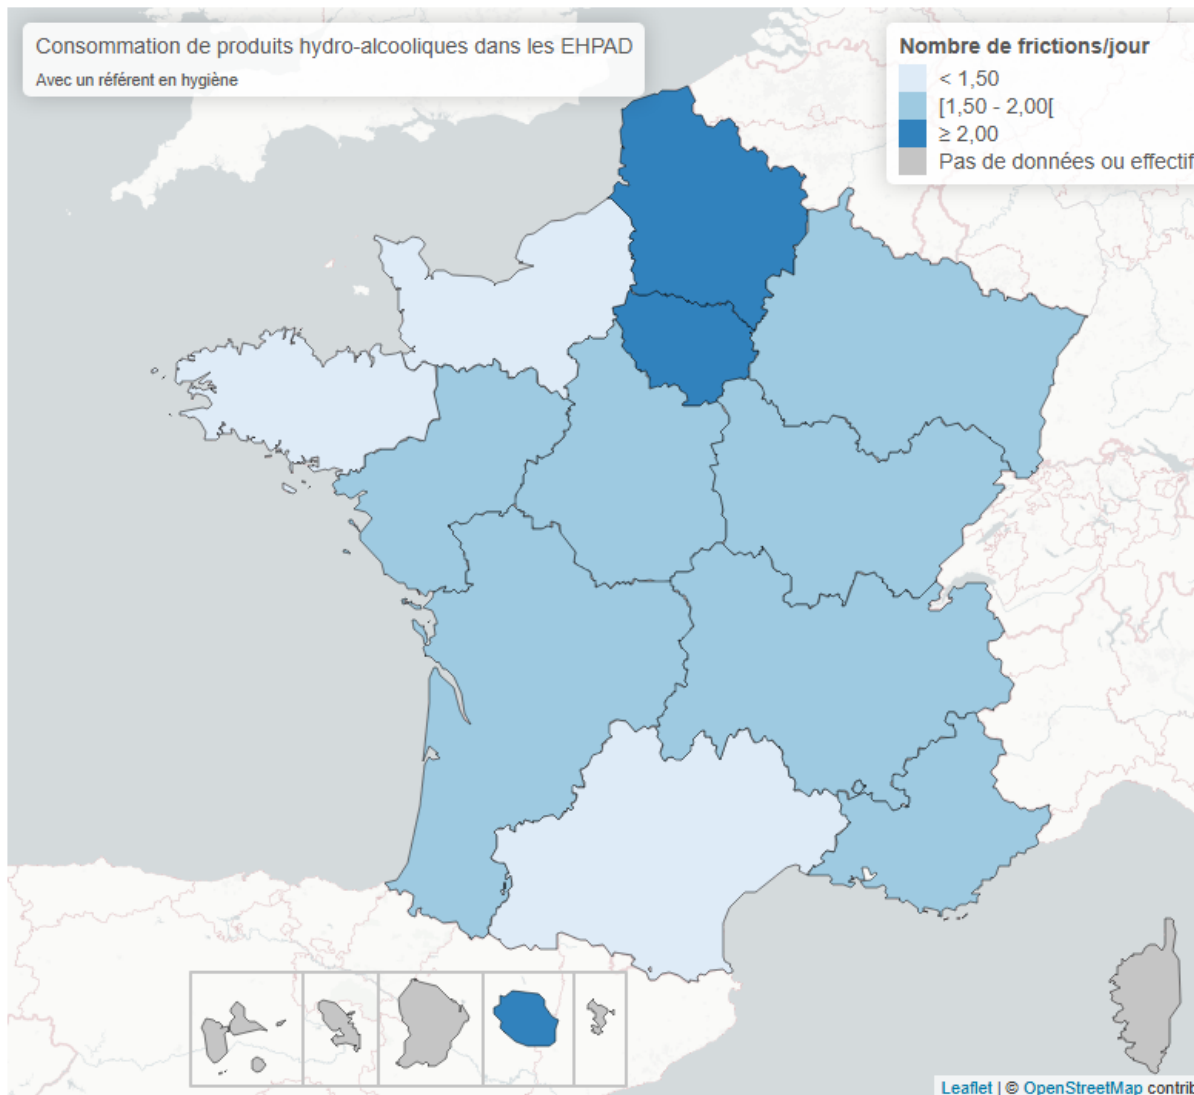 Consommation de produits hydro-alcooliques dans les EHPAD
Avec un référent en hygiène
Nombre de frictions/jour
< 1,50
[1,50 - 2,00[
≥ 2,00
Pas de données ou effectif
Leaflet | © OpenStreetMap contrib